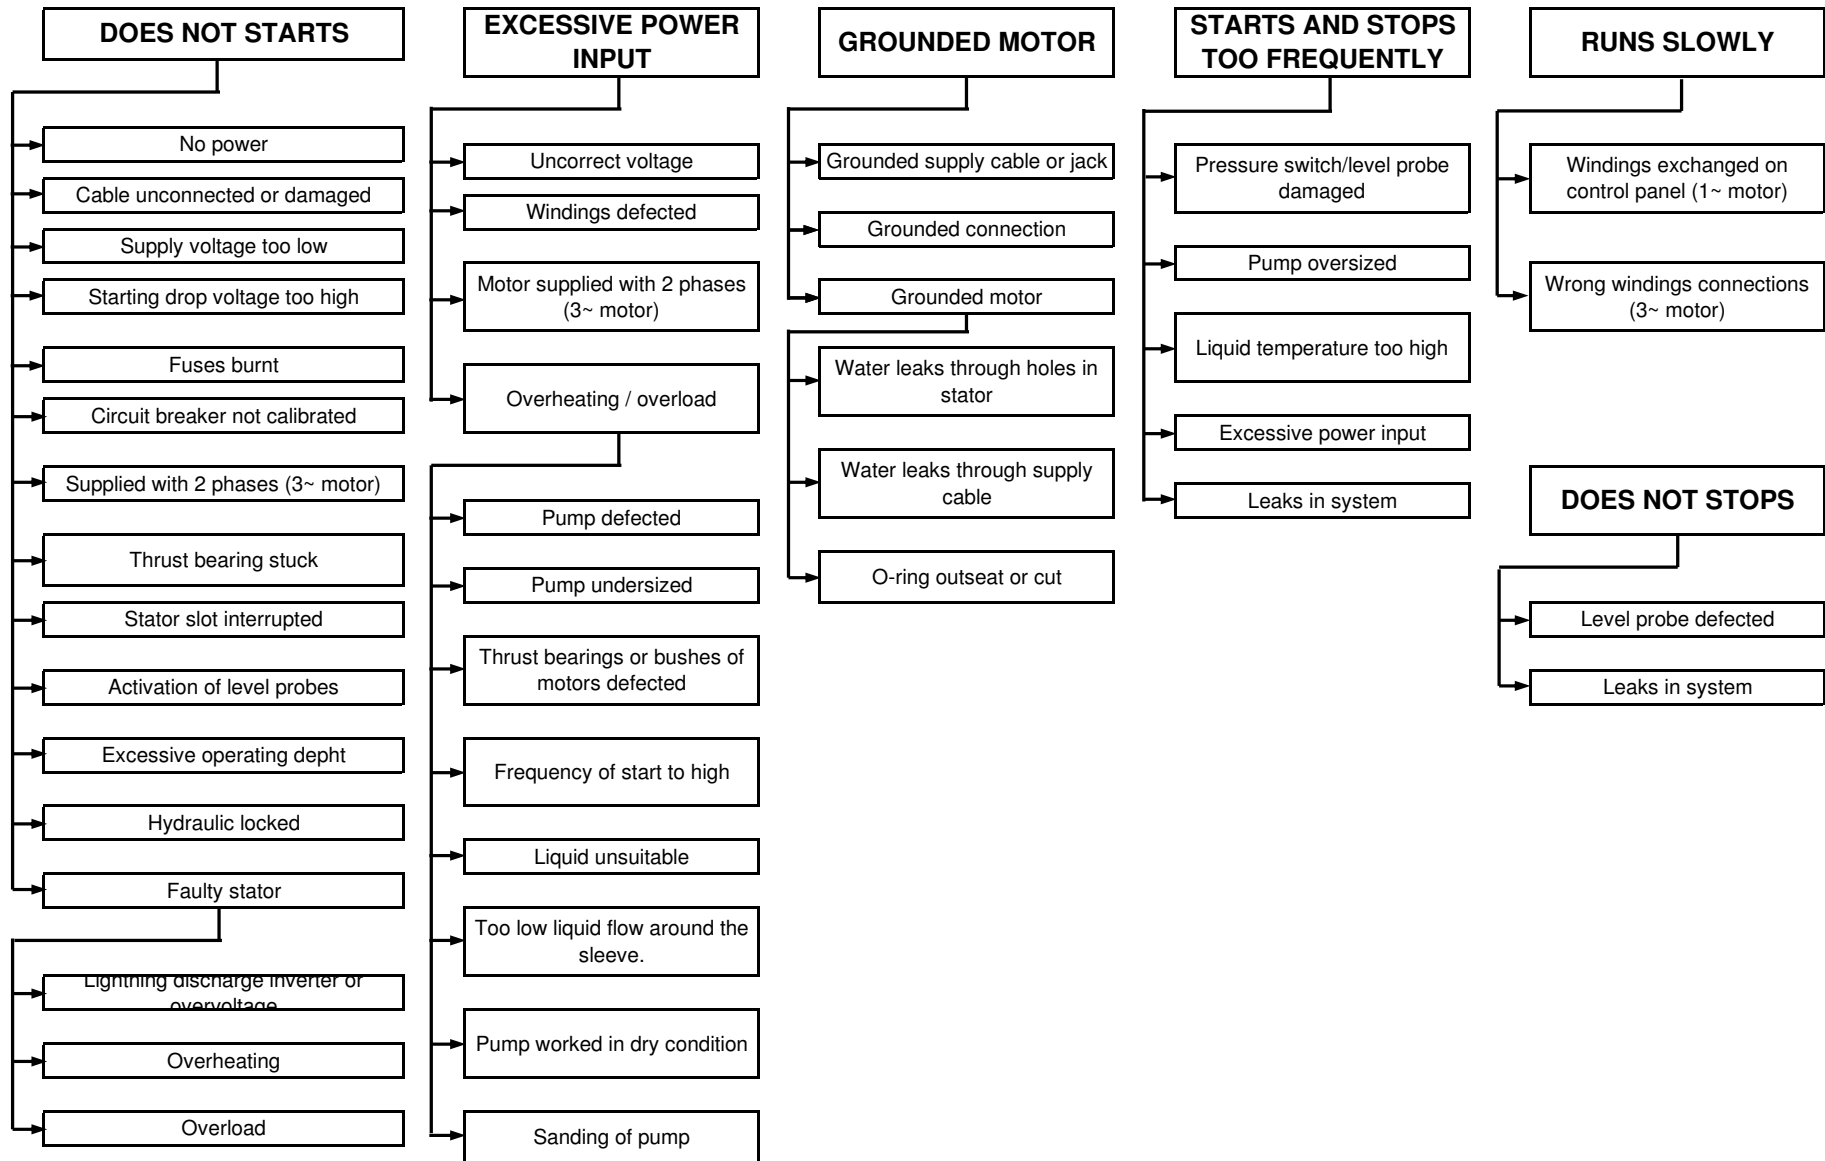 DOES NOT STARTS
No power
Cable unconnected or damaged
Supply voltage too low
Starting drop voltage too high
Fuses burnt
Circuit breaker not calibrated
Supplied with 2 phases (3~ motor)
Thrust bearing stuck
Stator slot interrupted
Activation of level probes
Excessive operating depht
Hydraulic locked
Faulty stator
Lightning discharge inverter or
overvoltage
Overheating
Overload
EXCESSIVE POWER
INPUT
Uncorrect voltage
Windings defected
Motor supplied with 2 phases
(3~ motor)
Overheating / overload
Pump defected
Pump undersized
Thrust bearings or bushes of
motors defected
Frequency of start to high
Liquid unsuitable
Too low liquid flow around the
sleeve.
Pump worked in dry condition
Sanding of pump
GROUNDED MOTOR
Grounded supply cable or jack
Grounded connection
Grounded motor
Water leaks through holes in
stator
Water leaks through supply
cable
O-ring outseat or cut
STARTS AND STOPS
TOO FREQUENTLY
Pressure switch/level probe
damaged
Pump oversized
Liquid temperature too high
Excessive power input
Leaks in system
RUNS SLOWLY
Windings exchanged on
control panel (1~ motor)
Wrong windings connections
(3~ motor)
DOES NOT STOPS
Level probe defected
Leaks in system